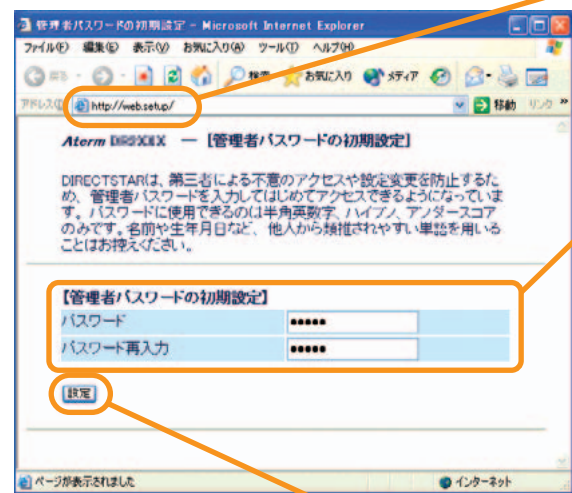 管理者パスワードの初期設定 - Microsoft Internet Explorer
ファイル(F) 編集(E) 表示(V) お気に入り(A) ツール(T) ヘルプ(H)
戻る 検索 お気に入り メディア
アドレス(D) http://web.setup/ 移動 リンク »
Aterm — [管理者パスワードの初期設定]
DIRECTSTARは、第三者による不意のアクセスや設定変更を防止するた
め、管理者パスワードを入力してはじめてアクセスできるようになっていま
す。パスワードに使用できるのは半角英数字、ハイフン、アンダースコア
のみです。名前や生年月日など、他人から類推されやすい単語を用いる
ことはお控えください。
【管理者パスワードの初期設定】
パスワード ●●●●●
パスワード再入力 ●●●●●
設定
ページが表示されました インターネット